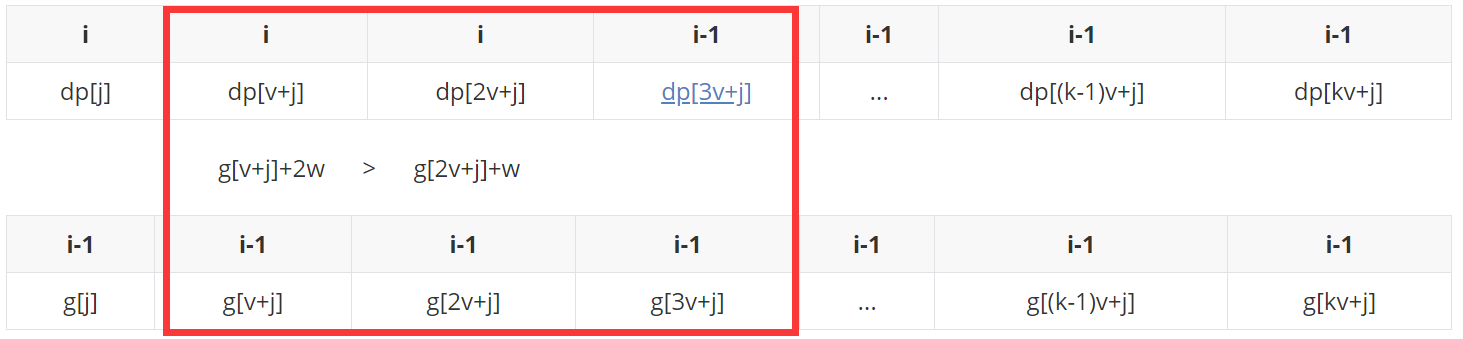 i i i i-1 i-1 i-1 i-1
dp[j] dp[v+j] dp[2v+j] dp[3v+j] ... dp[(k-1)v+j] dp[kv+j]
g[v+j]+2w > g[2v+j]+w
i-1 i-1 i-1 i-1 i-1 i-1 i-1
g[j] g[v+j] g[2v+j] g[3v+j] ... g[(k-1)v+j] g[kv+j]